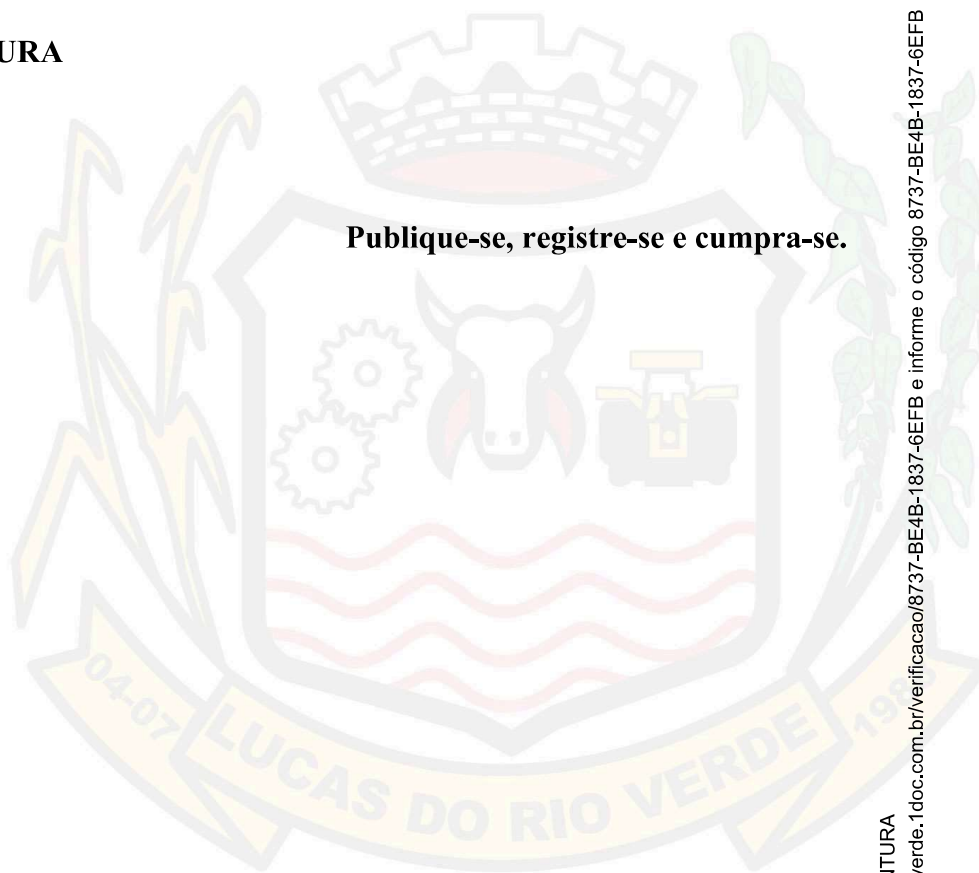 URA
Publique-se, registre-se e cumpra-se.
04-07
LUCAS DO RIO VERDE
NTURA
verde.1doc.com.br/verificacao/8737-BE4B-1837-6EFB e informe o código 8737-BE4B-1837-6EFB